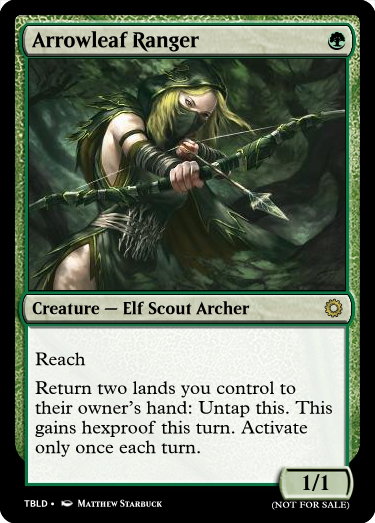 Arrowleaf Ranger
Creature — Elf Scout Archer
Reach
Return two lands you control to
their owner's hand: Untap this. This
gains hexproof this turn. Activate
only once each turn.
1/1
TBLD • Matthew Starbuck
(NOT FOR SALE)